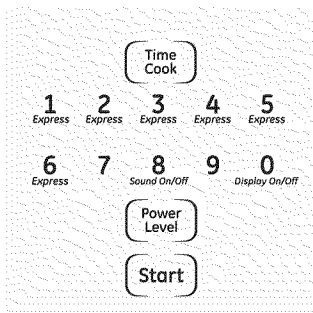 Time
Cook
1 2 3 4 5
Express Express Express Express Express
6 7 8 9 0
Express Sound On/Off Display On/Off
Power
Level
Start